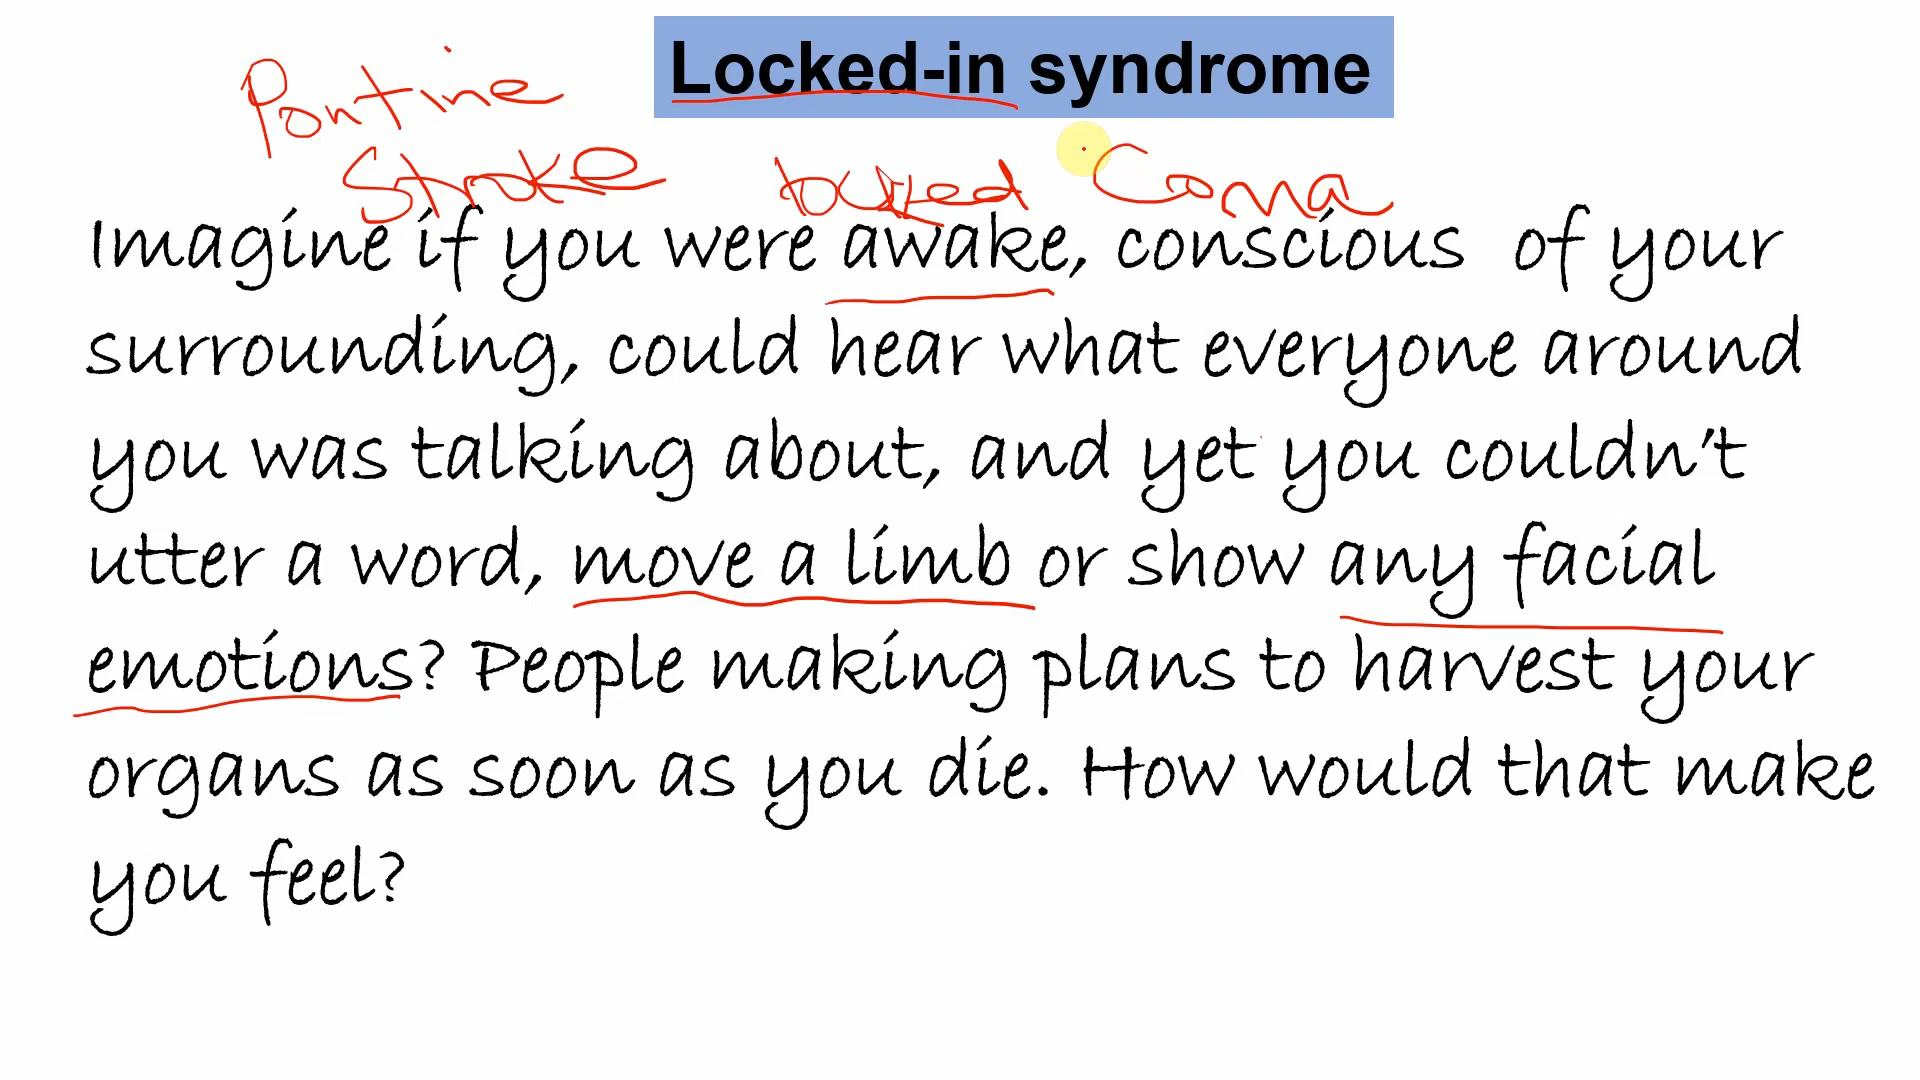 Locked-in syndrome
Pontine
Stroke
Coma
Imagine if you were awake, conscious of your
surrounding, could hear what everyone around
you was talking about, and yet you couldn't
utter a word, move a limb or show any facial
emotions? People making plans to harvest your
organs as soon as you die. How would that make
you feel?